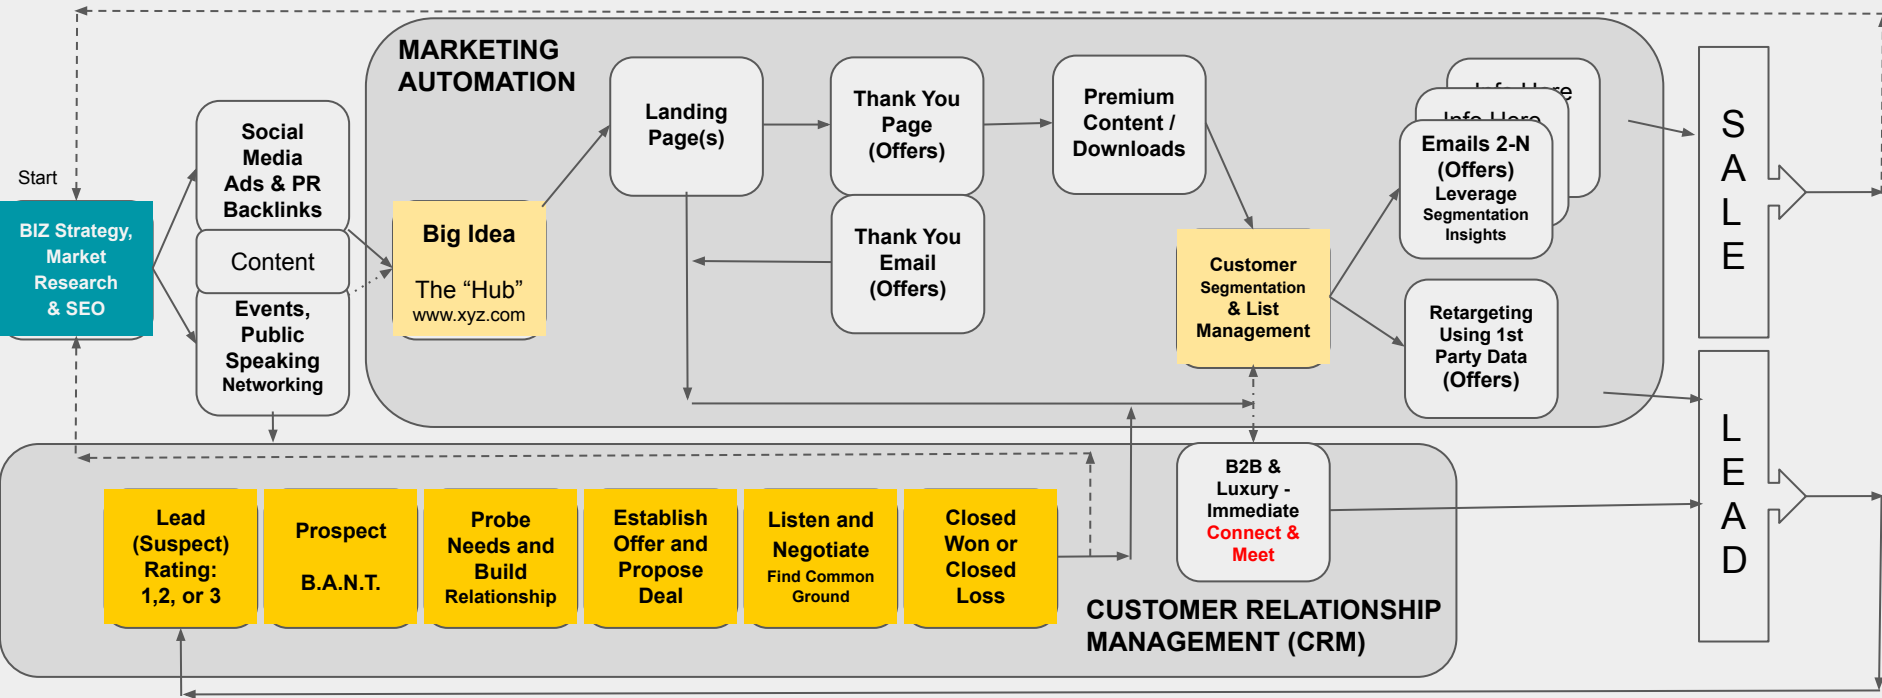 MARKETING
AUTOMATION
Start
BIZ Strategy,
Market
Research
& SEO
Social
Media
Ads & PR
Backlinks
Content
Events,
Public
Speaking
Networking
Big Idea
The “Hub”
www.xyz.com
Landing
Page(s)
Thank You
Page
(Offers)
Thank You
Email
(Offers)
Premium
Content /
Downloads
Customer
Segmentation
& List
Management
Info Here
Info Here
Emails 2-N
(Offers)
Leverage
Segmentation
Insights
Retargeting
Using 1st
Party Data
(Offers)
S
A
L
E
L
E
A
D
Lead
(Suspect)
Rating:
1,2, or 3
Prospect
B.A.N.T.
Probe
Needs and
Build
Relationship
Establish
Offer and
Propose
Deal
Listen and
Negotiate
Find Common
Ground
Closed
Won or
Closed
Loss
B2B &
Luxury -
Immediate
Connect &
Meet
CUSTOMER RELATIONSHIP
MANAGEMENT (CRM)